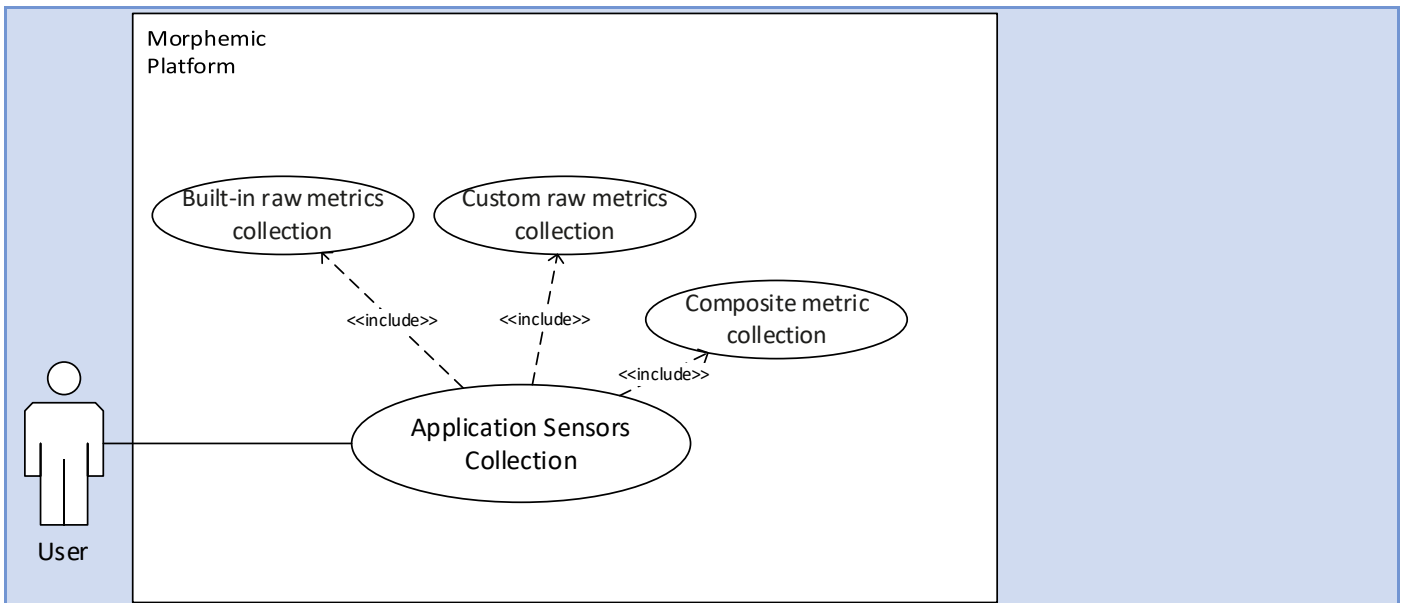 Morphemic
Platform
Built-in raw metrics
collection
Custom raw metrics
collection
Composite metric
collection
<<include>>
<<include>>
<<include>>
Application Sensors
Collection
User